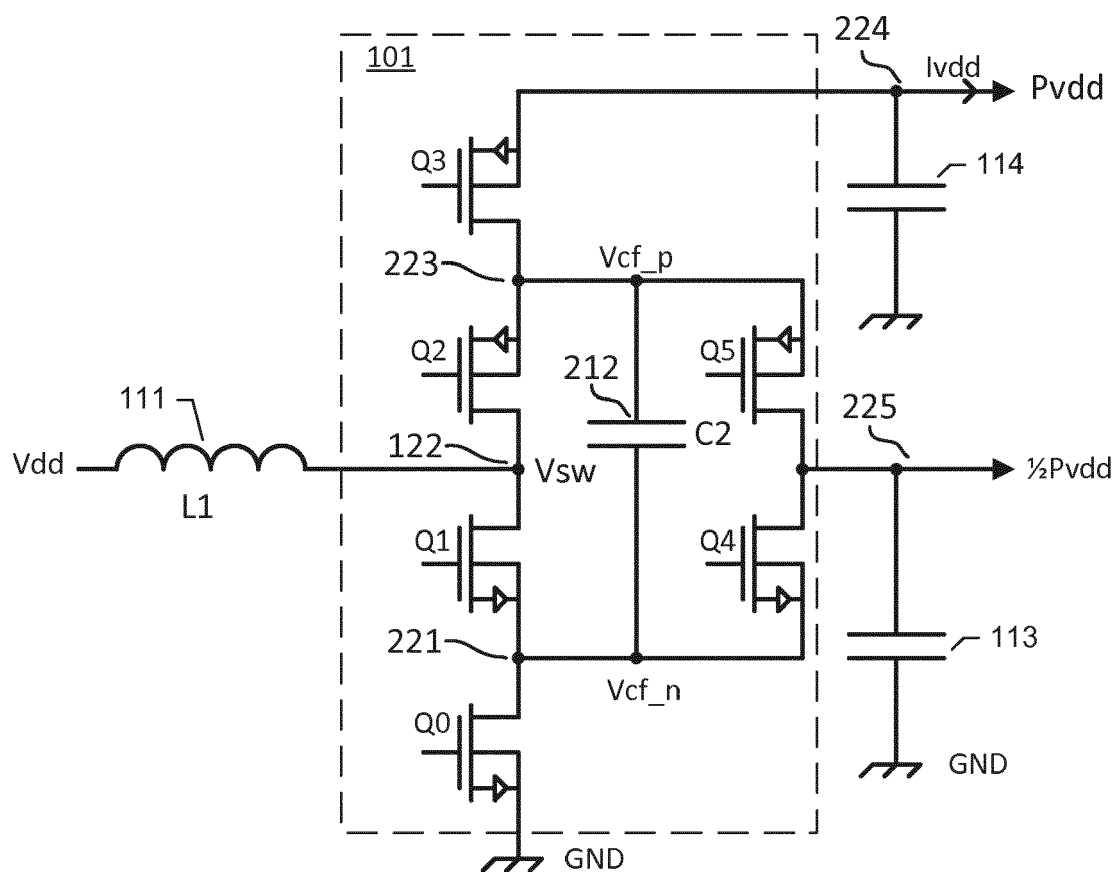 101
224
Ivdd
Pvdd
Q3
114
223
Vcf_p
Q2
212
Q5
111
122
C2
225
Vdd
Vsw
½Pvdd
L1
Q1
Q4
221
113
Vcf_n
Q0
GND
GND